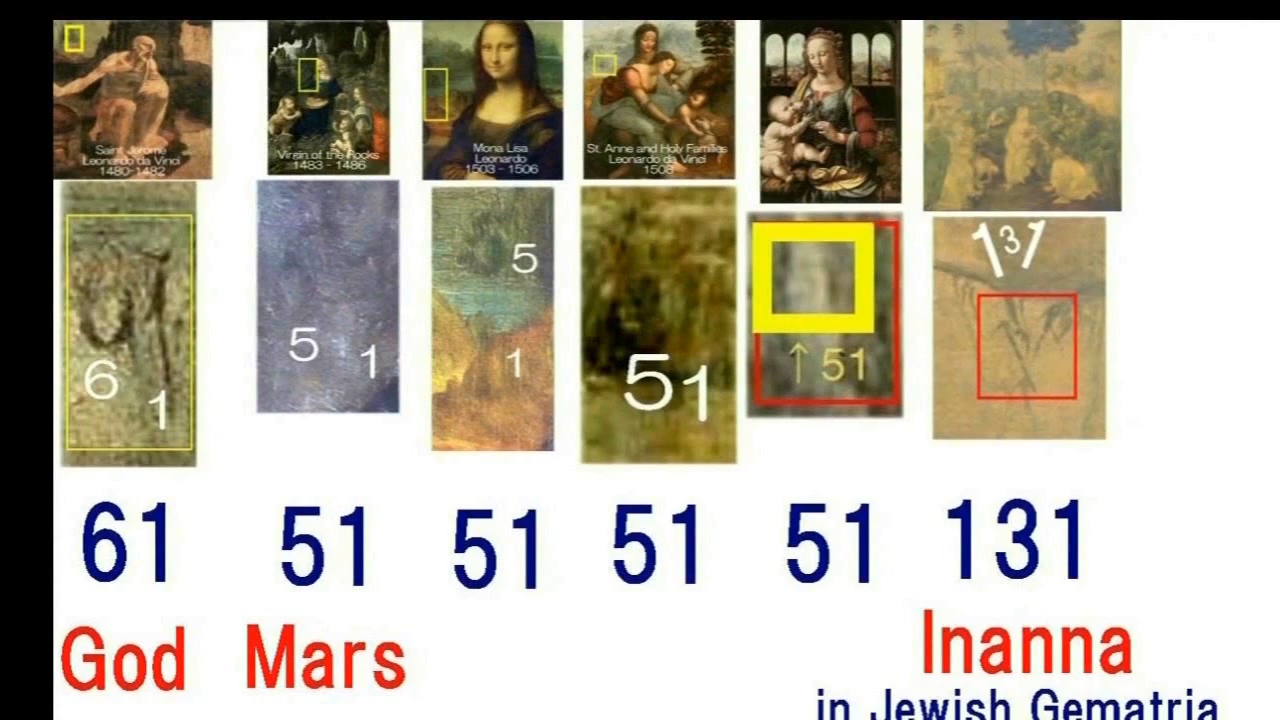 Saint Jerome
Leonardo da Vinci
1480-1482
Virgin of the Rocks
1483 - 1486
Mona Lisa
Leonardo
1503 - 1506
St. Anne and Holy Families
Leonardo da Vinci
1508
6 1
5 1
5
1
51
↑ 51
131
61 51 51 51 51 131
God Mars Inanna
in Jewish Gematria